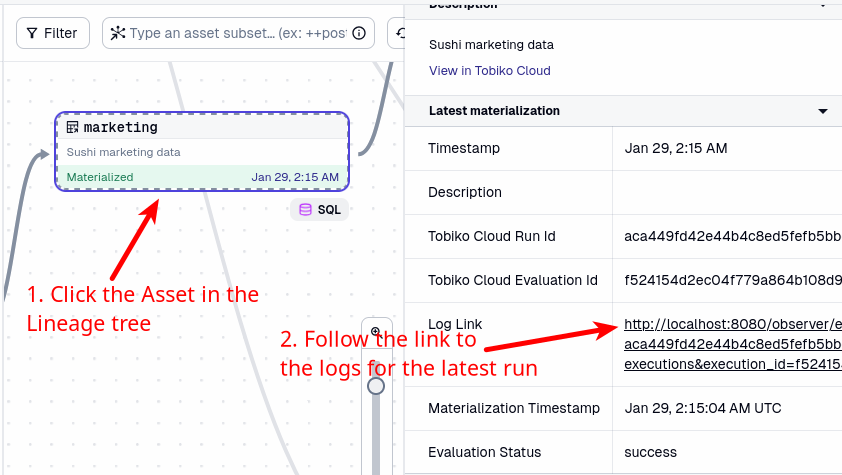 Description
Filter
Type an asset subset… (ex: ++pos
Sushi marketing data
View in Tobiko Cloud
Latest materialization
marketing
Sushi marketing data
Materialized
Jan 29, 2:15 AM
SQL
1. Click the Asset in the
Lineage tree
2. Follow the link to
the logs for the latest run
Timestamp
Jan 29, 2:15 AM
Description
Tobiko Cloud Run Id
aca449fd42e44b4c8ed5fefb5bb
Tobiko Cloud Evaluation Id
f524154d2ec04f779a864b108d9
Log Link
http://localhost:8080/observer/e
aca449fd42e44b4c8ed5fefb5bb
executions&execution_id=f52415
Materialization Timestamp
Jan 29, 2:15:04 AM UTC
Evaluation Status
success